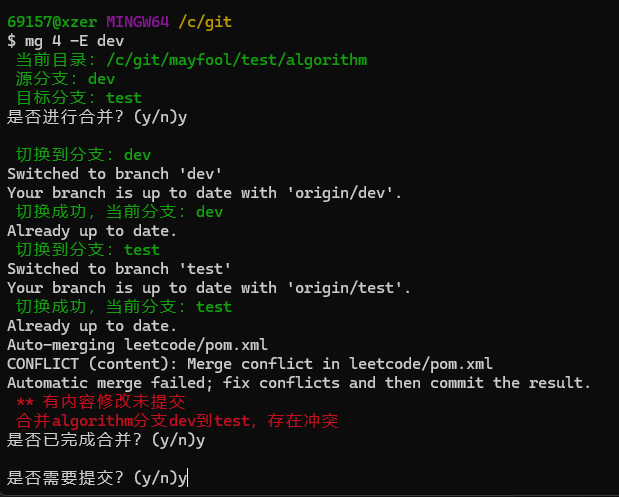 69157@xzer MINGW64 /c/git
$ mg 4 -E dev
当前目录: /c/git/mayfool/test/algorithm
源分支: dev
目标分支: test
是否进行合并? (y/n)y
切换到分支: dev
Switched to branch 'dev'
Your branch is up to date with 'origin/dev'.
切换成功, 当前分支: dev
Already up to date.
切换到分支: test
Switched to branch 'test'
Your branch is up to date with 'origin/test'.
切换成功, 当前分支: test
Already up to date.
Auto-merging leetcode/pom.xml
CONFLICT (content): Merge conflict in leetcode/pom.xml
Automatic merge failed; fix conflicts and then commit the result.
** 有内容修改未提交
合并algorithm分支dev到test, 存在冲突
是否已完成合并? (y/n)y
是否需要提交? (y/n)y